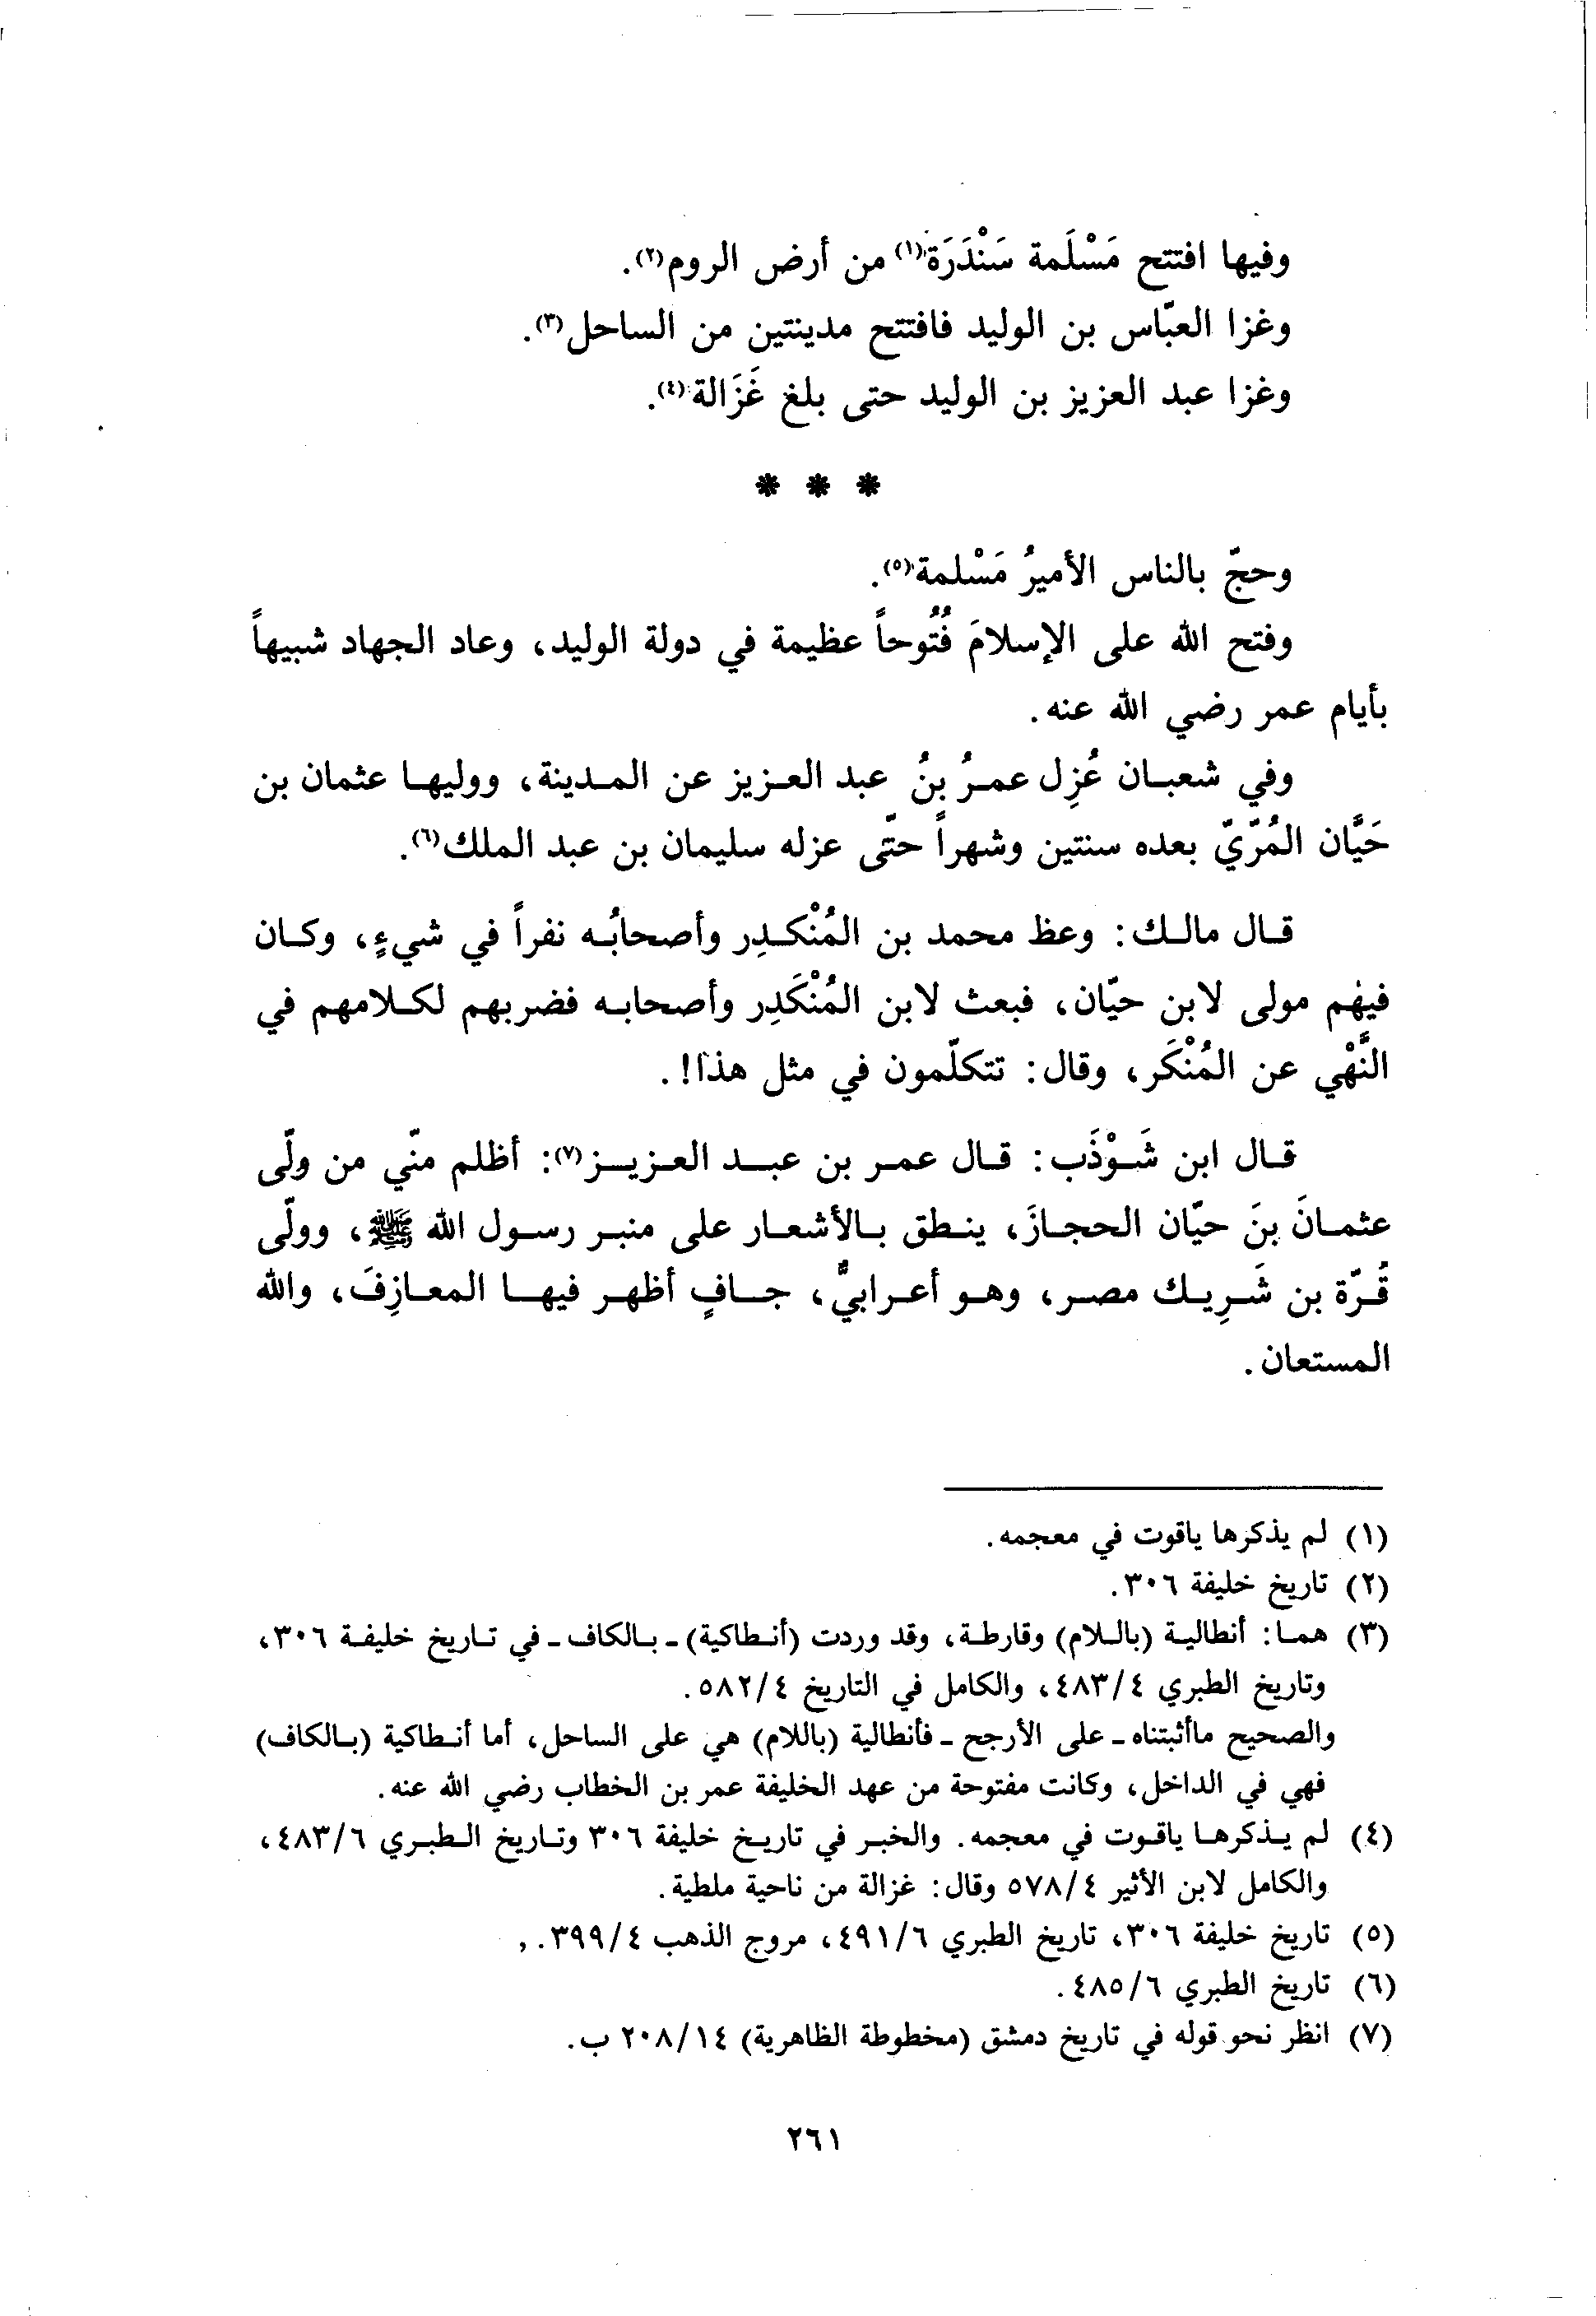 وفيها افتتح مَسْلَمة سَنْدَرَة(١) من أرض الروم(٢).
وغزا العبّاس بن الوليد فافتتح مدينتين من الساحل(٣).
وغزا عبد العزيز بن الوليد حتى بلغ غَزَالة(٤).
* * *
وحجّ بالناس الأميرُ مَسْلمة(٥).
وفتح الله على الإسلامَ فُتُوحاً عظيمة في دولة الوليد، وعاد الجهاد شبيهاً
بأيام عمر رضي الله عنه.
وفي شعبان عُزِل عمرُ بنُ عبد العزيز عن المدينة، ووليها عثمان بن
حَيَّان المُرّيّ بعده سنتين وشهراً حتّى عزله سليمان بن عبد الملك(٦).
قال مالك: وعظ محمد بن المُنْكدِر وأصحابُه نفراً في شيءٍ، وكان
فيهم مولى لابن حيّان، فبعث لابن المُنْكَدِر وأصحابه فضربهم لكلامهم في
النَّهْي عن المُنْكَر، وقال: تتكلّمون في مثل هذا!.
قال ابن شَوْذَب: قال عمر بن عبد العزيز(٧): أظلم منّي من ولّى
عثمانَ بنَ حيّان الحجازَ، ينطق بالأشعار على منبر رسول الله ﷺ، وولّى
قُرّة بن شَرِيك مصر، وهو أعرابيٌّ، جافٍ أظهر فيها المعازِفَ، والله
المستعان.
(١) لم يذكرها ياقوت في معجمه.
(٢) تاريخ خليفة ٣٠٦.
(٣) هما: أنطالية (باللام) وقارطة، وقد وردت (أنطاكية) - بالكاف - في تاريخ خليفة ٣٠٦،
وتاريخ الطبري ٤٨٣/٤، والكامل في التاريخ ٥٨٢/٤.
والصحيح ماأثبتناه - على الأرجح - فأنطالية (باللام) هي على الساحل، أما أنطاكية (بالكاف)
فهي في الداخل، وكانت مفتوحة من عهد الخليفة عمر بن الخطاب رضي الله عنه.
(٤) لم يذكرها ياقوت في معجمه. والخبر في تاريخ خليفة ٣٠٦ وتاريخ الطبري ٤٨٣/٦،
والكامل لابن الأثير ٥٧٨/٤ وقال: غزالة من ناحية ملطية.
(٥) تاريخ خليفة ٣٠٦، تاريخ الطبري ٤٩١/٦، مروج الذهب ٣٩٩/٤.
(٦) تاريخ الطبري ٤٨٥/٦.
(٧) انظر نحو قوله في تاريخ دمشق (مخطوطة الظاهرية) ٢٠٨/١٤ ب.
٢٦١